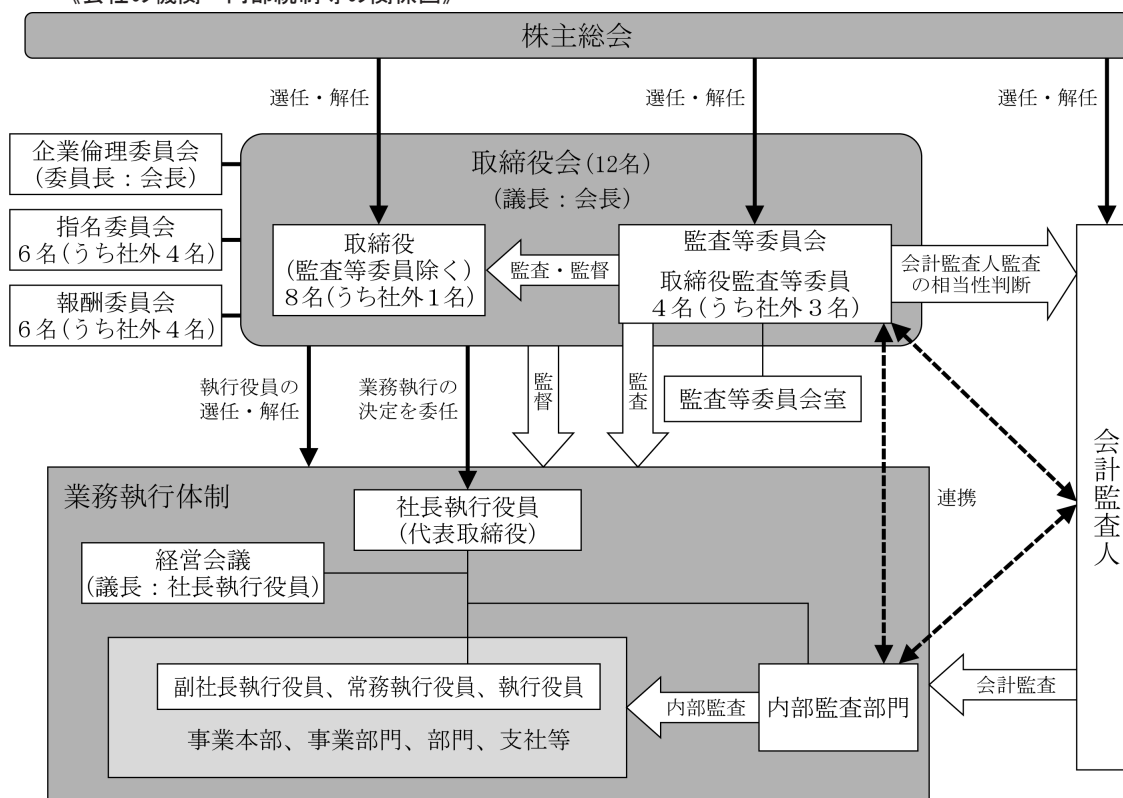 《会社の機関・内部統制等の関係図》
株主総会
選任・解任
選任・解任
選任・解任
企業倫理委員会
(委員長：会長)
指名委員会
6名(うち社外4名)
報酬委員会
6名(うち社外4名)
取締役会(12名)
(議長：会長)
取締役
(監査等委員除く)
8名(うち社外1名)
監査・監督
監査等委員会
取締役監査等委員
4名(うち社外3名)
会計監査人監査
の相当性判断
執行役員の
選任・解任
業務執行の
決定を委任
監督
監査
監査等委員会室
会計監査人
連携
業務執行体制
社長執行役員
(代表取締役)
経営会議
(議長：社長執行役員)
副社長執行役員、常務執行役員、執行役員
事業本部、事業部門、部門、支社等
内部監査
内部監査部門
会計監査